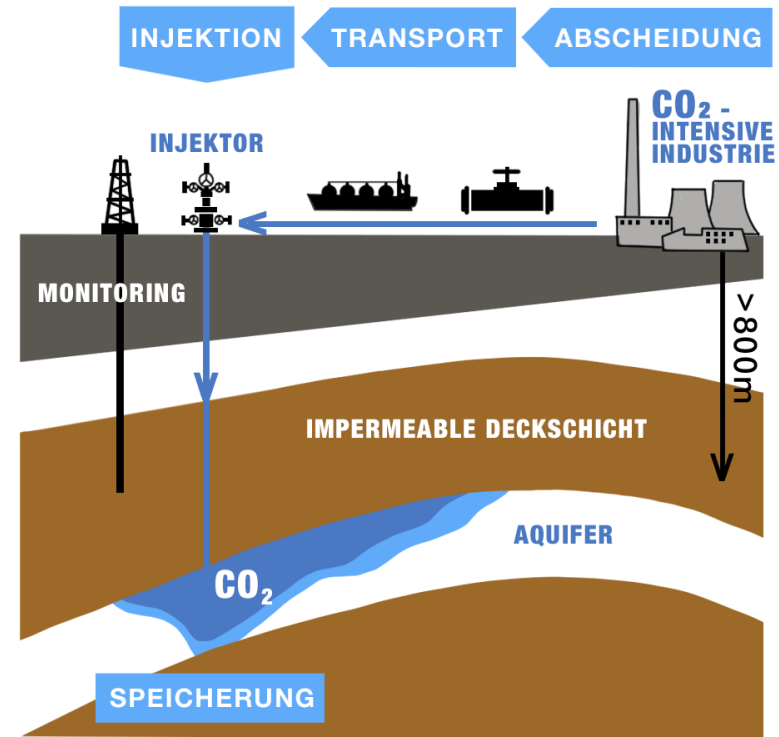 INJEKTION
TRANSPORT
ABSCHEIDUNG
CO₂ -
INTENSIVE
INDUSTRIE
INJEKTOR
MONITORING
>800m
IMPERMEABLE DECKSCHICHT
AQUIFER
CO₂
SPEICHERUNG